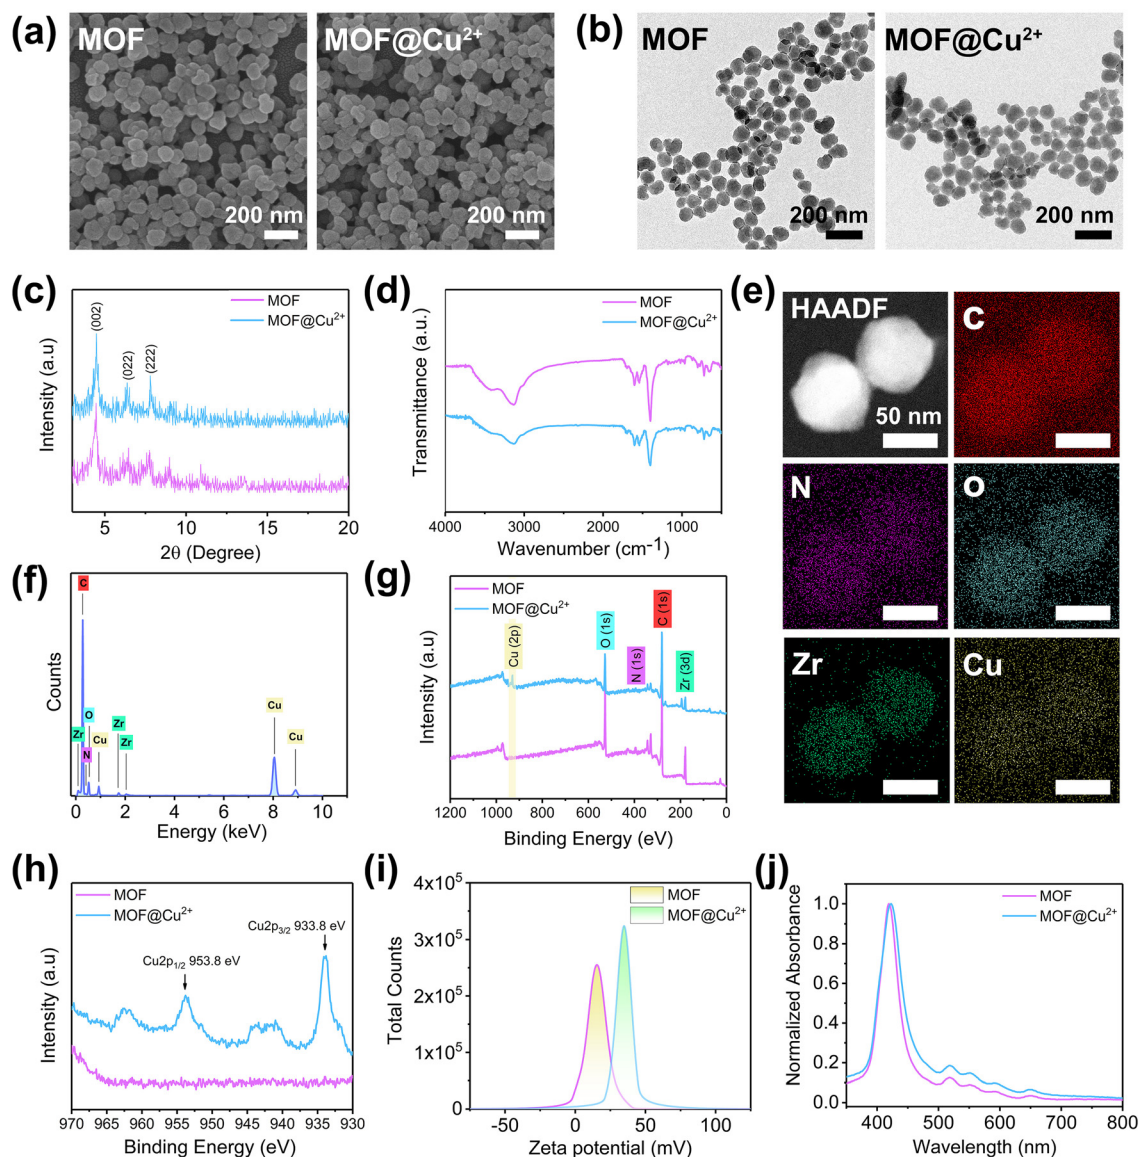 (a)
MOF
MOF@Cu²⁺
200 nm
200 nm
(b)
MOF
MOF@Cu²⁺
200 nm
200 nm
(c)
MOF
MOF@Cu²⁺
(002)
(022)
(222)
Intensity (a.u)
5
10
15
20
2θ (Degree)
(d)
MOF
MOF@Cu²⁺
Transmittance (a.u.)
4000
3000
2000
1000
Wavenumber (cm⁻¹)
(e)
HAADF
50 nm
C
N
O
Zr
Cu
(f)
C
O
Zr
N
Cu
Zr
Zr
Cu
Cu
Counts
0
2
4
6
8
10
Energy (keV)
(g)
MOF
MOF@Cu²⁺
Cu (2p)
O (1s)
N (1s)
C (1s)
Zr (3d)
Intensity (a.u)
1200
1000
800
600
400
200
0
Binding Energy (eV)
(h)
MOF
MOF@Cu²⁺
Cu2p₃/₂ 933.8 eV
Cu2p₁/₂ 953.8 eV
Intensity (a.u)
970
965
960
955
950
945
940
935
930
Binding Energy (eV)
(i)
MOF
MOF@Cu²⁺
Total Counts
4x10⁵
3x10⁵
2x10⁵
1x10⁵
0
-50
0
50
100
Zeta potential (mV)
(j)
MOF
MOF@Cu²⁺
Normalized Absorbance
1.0
0.8
0.6
0.4
0.2
0.0
400
500
600
700
800
Wavelength (nm)